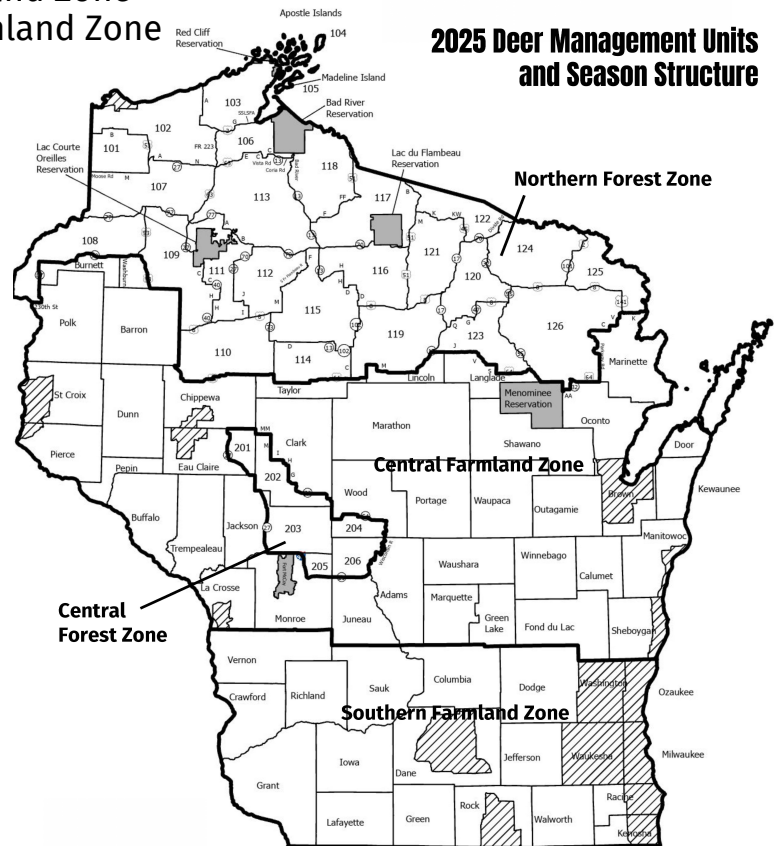 nland Zone
Apostle Islands
104
Red Cliff
Reservation
2025 Deer Management Units
and Season Structure
Madeline Island
105
Bad River
Reservation
103
102
101
106
Lac Courte
Oreilles
Reservation
Lac du Flambeau
Reservation
118
107
113
117
Northern Forest Zone
122
124
108
109
121
125
111
112
116
120
Burnett
Washburn
115
126
Polk
Barron
119
123
110
114
Marinette
Lincoln
Langlade
Taylor
Menominee
Reservation
St Croix
Chippewa
Oconto
Dunn
Marathon
Clark
Shawano
Door
201
Pierce
Central Farmland Zone
Pepin
Eau Claire
202
Wood
Brown
Kewaunee
Buffalo
Portage
Waupaca
Outagamie
Jackson
203
204
Manitowoc
Trempealeau
Winnebago
206
Waushara
205
Calumet
La Crosse
Adams
Marquette
Central
Forest Zone
Monroe
Juneau
Green
Lake
Fond du Lac
Sheboygan
Vernon
Columbia
Dodge
Washington
Ozaukee
Crawford
Richland
Sauk
Southern Farmland Zone
Iowa
Dane
Jefferson
Waukesha
Milwaukee
Grant
Rock
Racine
Lafayette
Green
Walworth
Kenosha